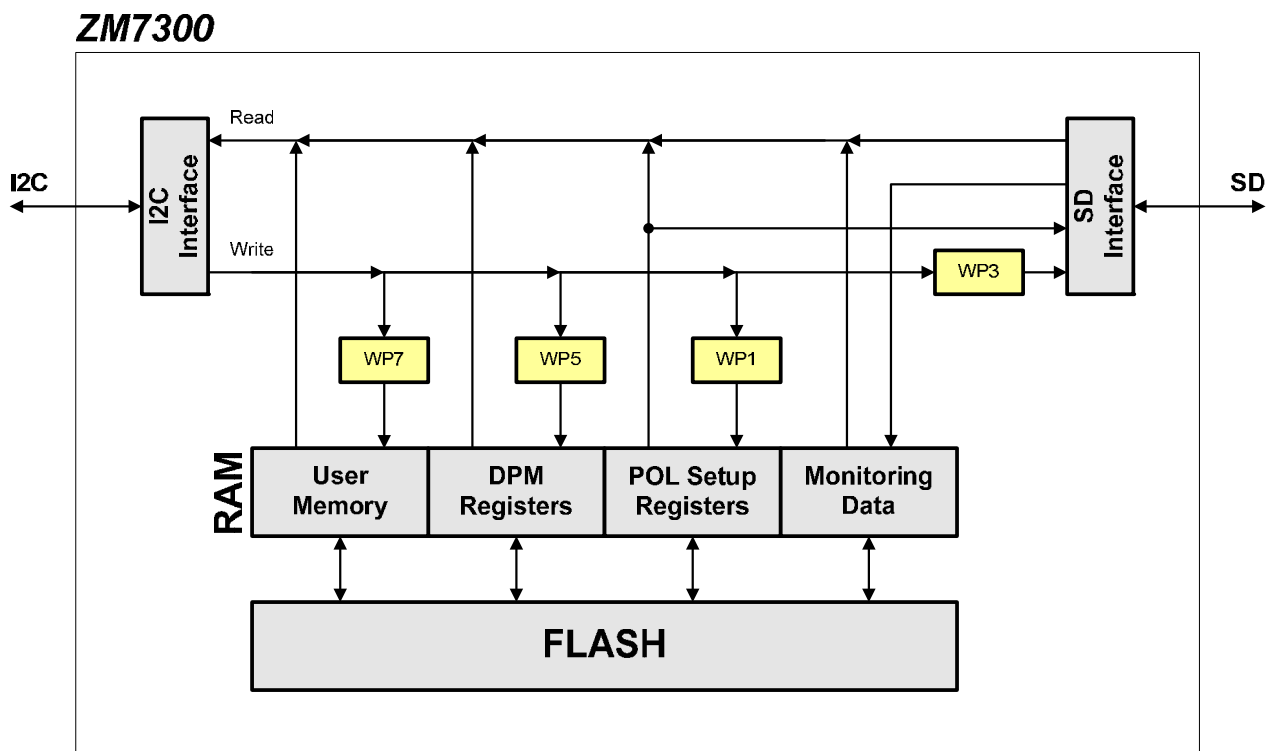 ZM7300
Read
I2C
I2C
Interface
SD
Interface
SD
Write
WP3
WP7
WP5
WP1
RAM
User
Memory
DPM
Registers
POL Setup
Registers
Monitoring
Data
FLASH